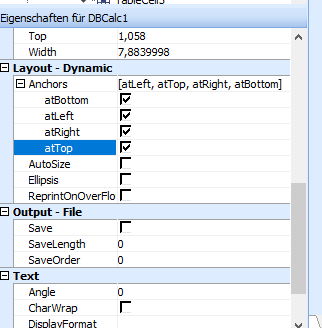 TableCell5
Eigenschaften für DBCalc1
Top 1,058
Width 7,8839998
Layout - Dynamic
Anchors [atLeft, atTop, atRight, atBottom]
atBottom
atLeft
atRight
atTop
AutoSize
Ellipsis
ReprintOnOverFlo
Output - File
Save
SaveLength 0
SaveOrder 0
Text
Angle 0
CharWrap
DisplayFormat